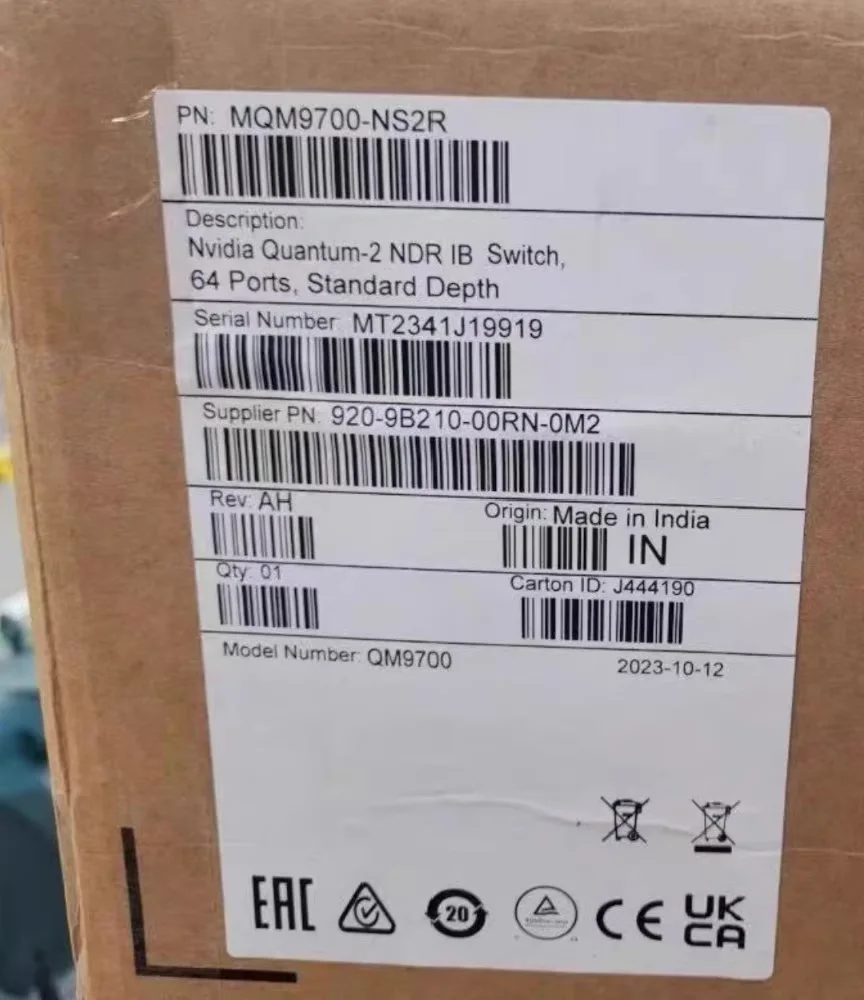 PN: MQM9700-NS2R
Description:
Nvidia Quantum-2 NDR IB Switch,
64 Ports, Standard Depth
Serial Number: MT2341J19919
Supplier PN: 920-9B210-00RN-0M2
Rev: AH
Origin: Made in India
IN
Qty: 01
Carton ID: J444190
Model Number: QM9700
2023-10-12
EAC
20
CE
UK
CA